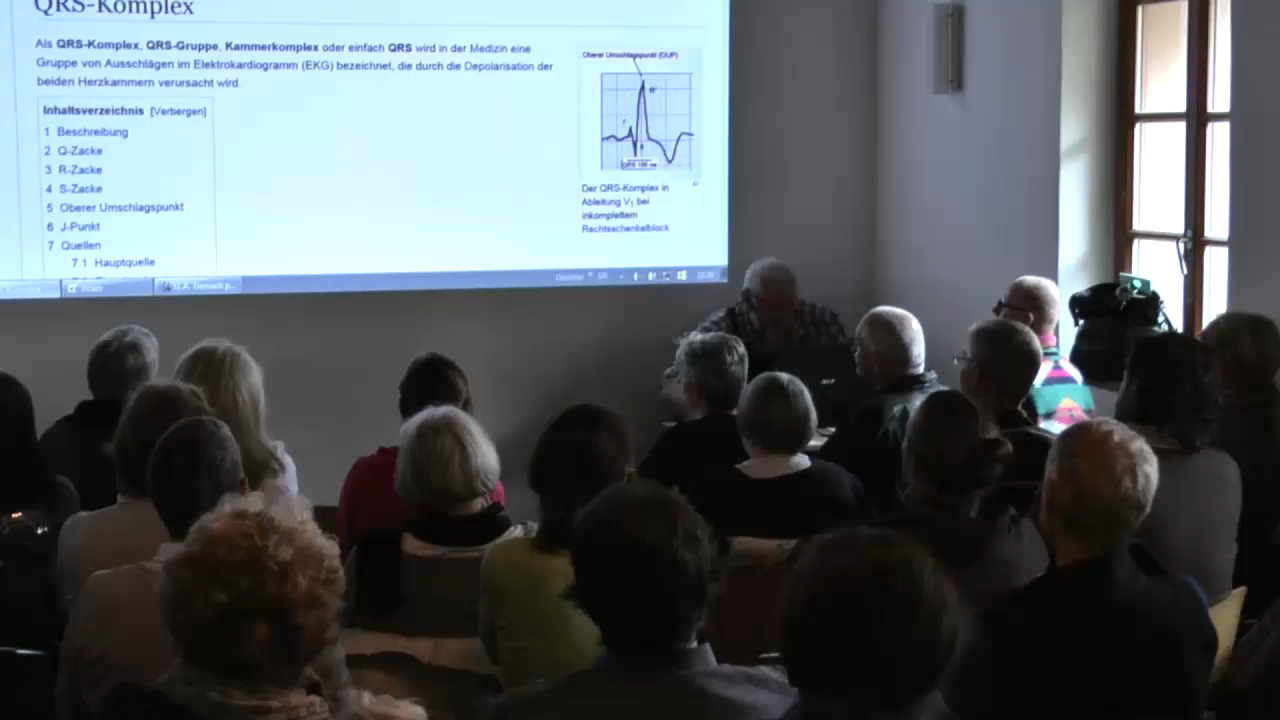 QRS-Komplex
Als QRS-Komplex, QRS-Gruppe, Kammerkomplex oder einfach QRS wird in der Medizin eine
Gruppe von Ausschlägen im Elektrokardiogramm (EKG) bezeichnet, die durch die Depolarisation der
beiden Herzkammern verursacht wird.
Inhaltsverzeichnis [Verbergen]
1 Beschreibung
2 Q-Zacke
3 R-Zacke
4 S-Zacke
5 Oberer Umschlagspunkt
6 J-Punkt
7 Quellen
7.1 Hauptquelle
Oberer Umschlagspunkt (OUP)
Der QRS-Komplex in
Ableitung V1 bei
inkomplettem
Rechtsschenkelblock
acer